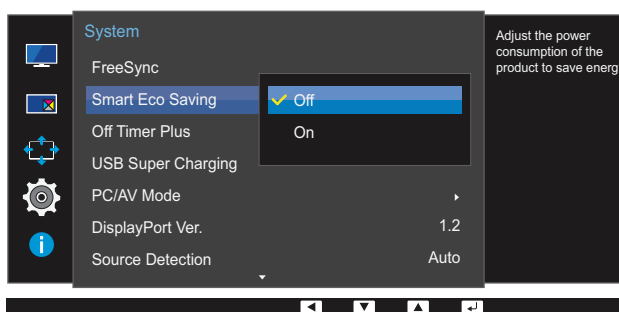 System
Adjust the power
consumption of the
product to save energ
FreeSync
Smart Eco Saving
Off
Off Timer Plus
On
USB Super Charging
PC/AV Mode
DisplayPort Ver. 1.2
Source Detection Auto